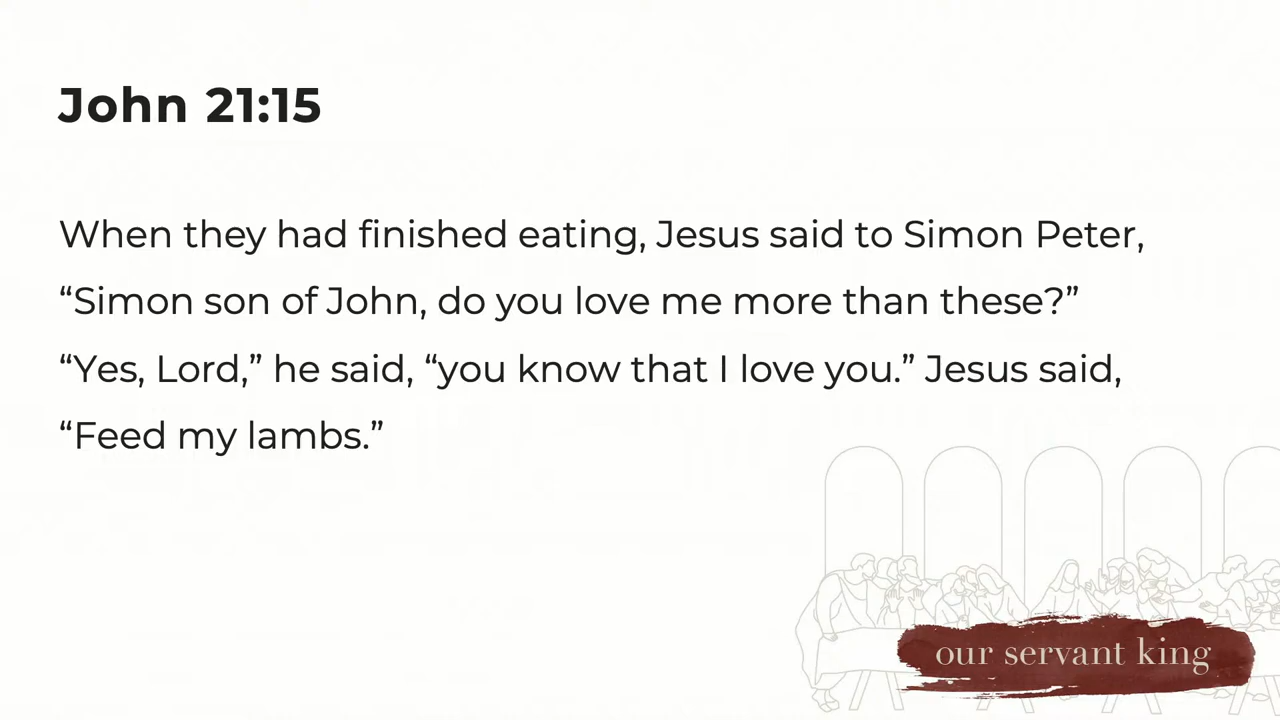 John 21:15
When they had finished eating, Jesus said to Simon Peter,
“Simon son of John, do you love me more than these?”
“Yes, Lord,” he said, “you know that I love you.” Jesus said,
“Feed my lambs.”
our servant king